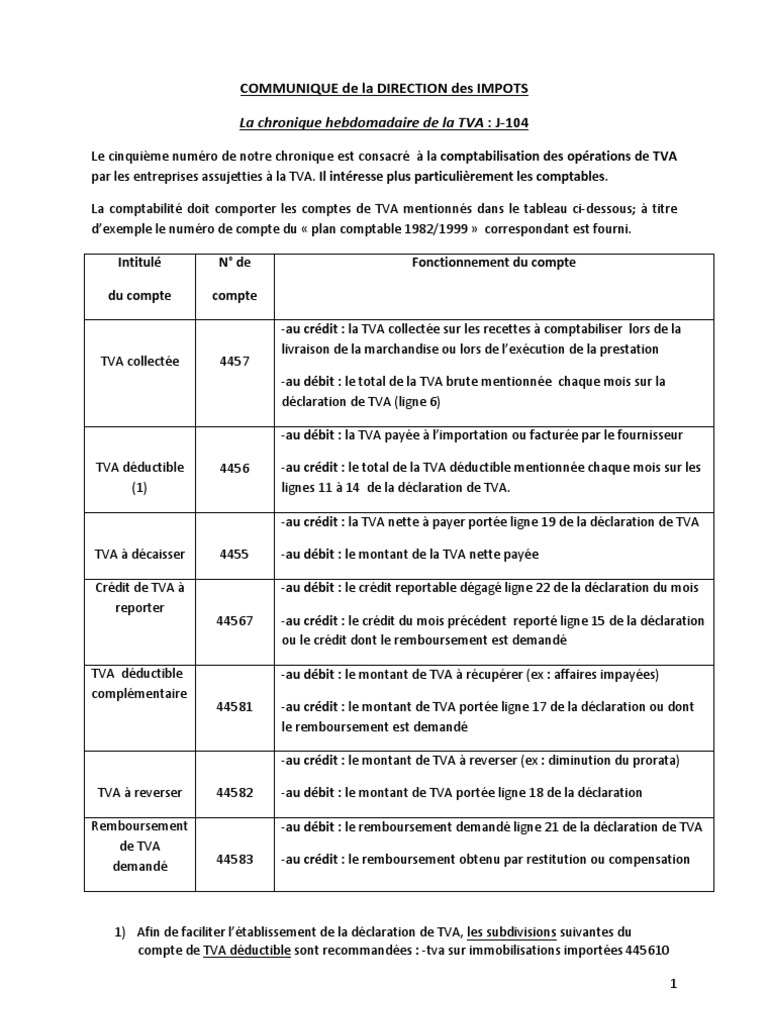 COMMUNIQUE de la DIRECTION des IMPOTS
La chronique hebdomadaire de la TVA : J-104
Le cinquième numéro de notre chronique est consacré à la comptabilisation des opérations de TVA
par les entreprises assujetties à la TVA. Il intéresse plus particulièrement les comptables.
La comptabilité doit comporter les comptes de TVA mentionnés dans le tableau ci-dessous; à titre
d'exemple le numéro de compte du « plan comptable 1982/1999 » correspondant est fourni.
Intitulé
du compte
N° de
compte
Fonctionnement du compte
TVA collectée
4457
-au crédit : la TVA collectée sur les recettes à comptabiliser lors de la
livraison de la marchandise ou lors de l'exécution de la prestation
-au débit : le total de la TVA brute mentionnée chaque mois sur la
déclaration de TVA (ligne 6)
TVA déductible
(1)
4456
-au débit : la TVA payée à l'importation ou facturée par le fournisseur
-au crédit : le total de la TVA déductible mentionnée chaque mois sur les
lignes 11 à 14 de la déclaration de TVA.
TVA à décaisser
4455
-au crédit : la TVA nette à payer portée ligne 19 de la déclaration de TVA
-au débit : le montant de la TVA nette payée
Crédit de TVA à
reporter
44567
-au débit : le crédit reportable dégagé ligne 22 de la déclaration du mois
-au crédit : le crédit du mois précédent reporté ligne 15 de la déclaration
ou le crédit dont le remboursement est demandé
TVA déductible
complémentaire
44581
-au débit : le montant de TVA à récupérer (ex : affaires impayées)
-au crédit : le montant de TVA portée ligne 17 de la déclaration ou dont
le remboursement est demandé
TVA à reverser
44582
-au crédit : le montant de TVA à reverser (ex : diminution du prorata)
-au débit : le montant de TVA portée ligne 18 de la déclaration
Remboursement
de TVA
demandé
44583
-au débit : le remboursement demandé ligne 21 de la déclaration de TVA
-au crédit : le remboursement obtenu par restitution ou compensation
1) Afin de faciliter l'établissement de la déclaration de TVA, les subdivisions suivantes du
compte de TVA déductible sont recommandées : -tva sur immobilisations importées 445610
1